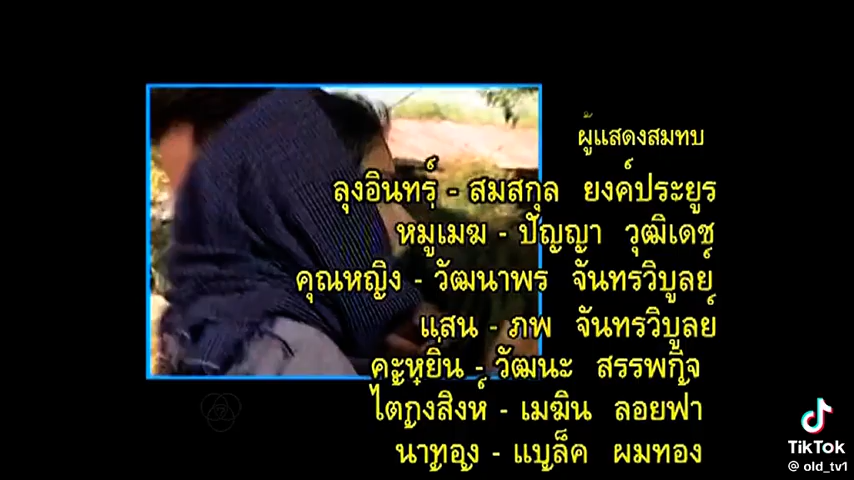 ผู้แสดงสมทบ
ลุงอินทรุ์ - สมสกุล ยงค์ประยูร
หมูเมฆ - ปัญญา วุฒิเดช
คุณหญิง - วัฒนาพร จันทรวิบูลย์
แสน - ภพ จันทรวิบูลย์
คะหยิ่น - วัฒนะ สรรพกิจ
ไต้ก๋งสิงห์ - เมฆิน ลอยฟ้า
น้าทอง - แบล็ค ผมทอง
TikTok
@ old_tv1